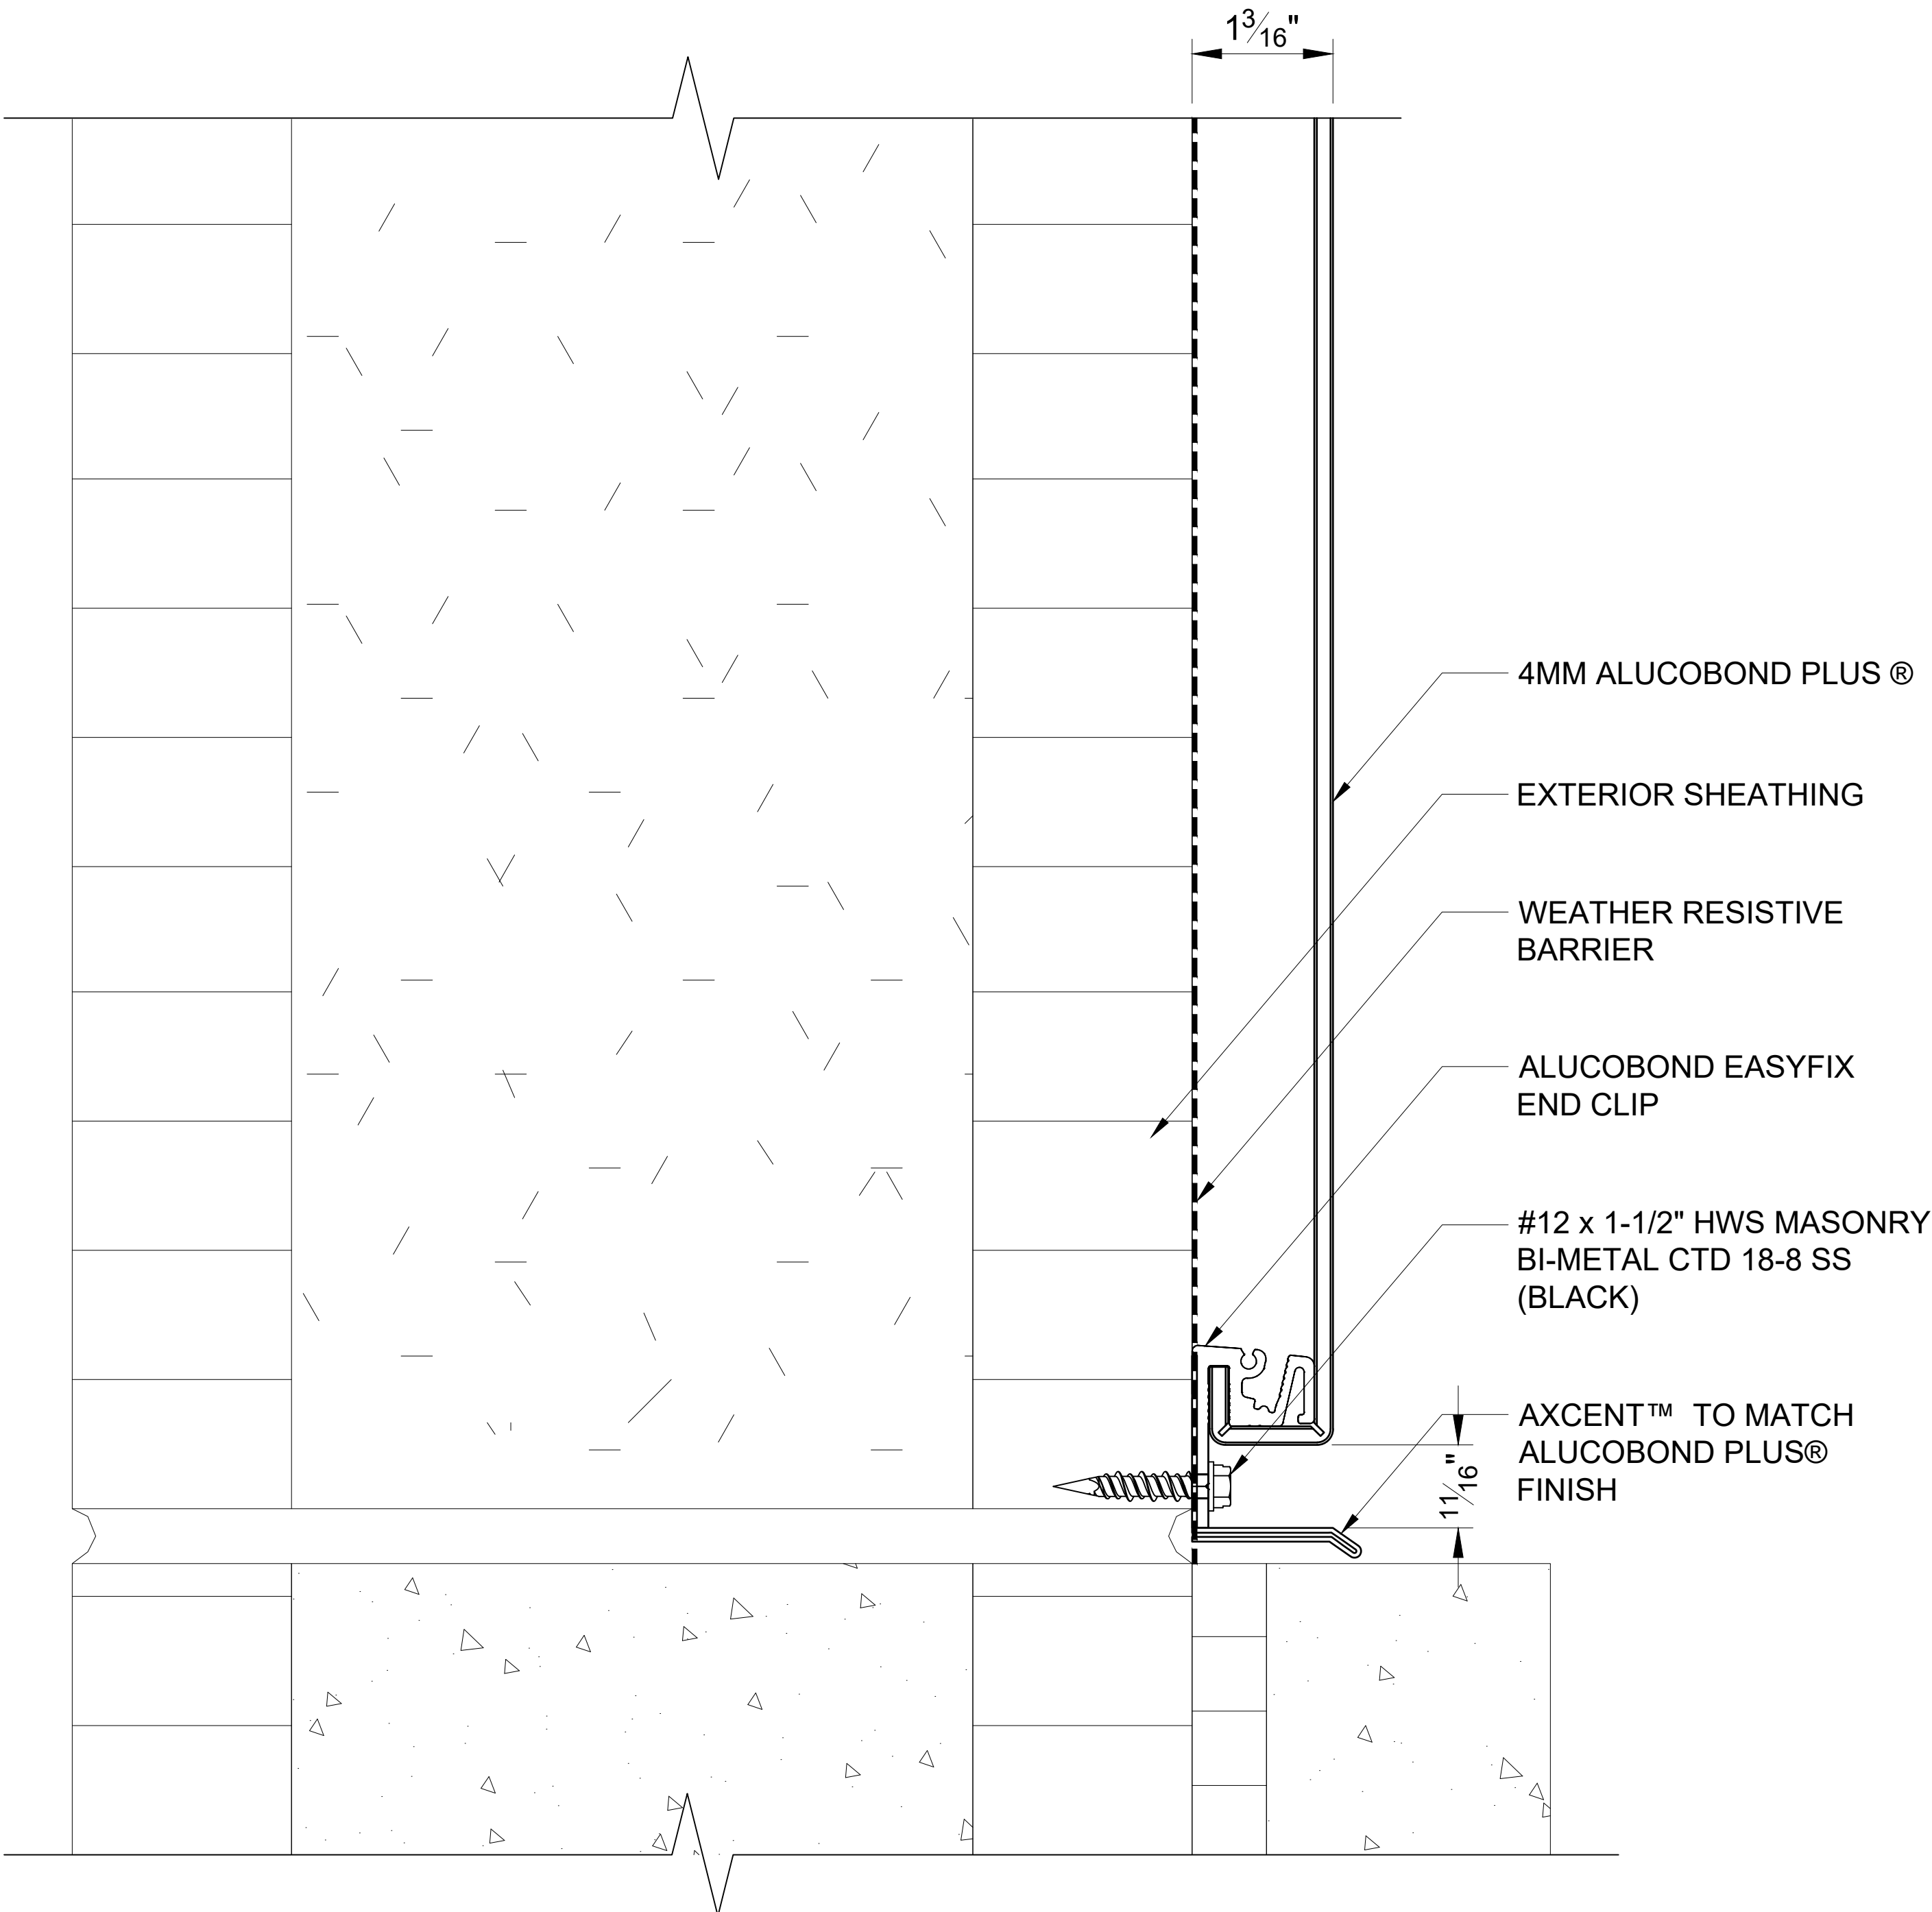 1 3/16"
4MM ALUCOBOND PLUS ®
EXTERIOR SHEATHING
WEATHER RESISTIVE
BARRIER
ALUCOBOND EASYFIX
END CLIP
#12 x 1-1/2" HWS MASONRY
BI-METAL CTD 18-8 SS
(BLACK)
AXCENT™ TO MATCH
ALUCOBOND PLUS®
FINISH
11/16"